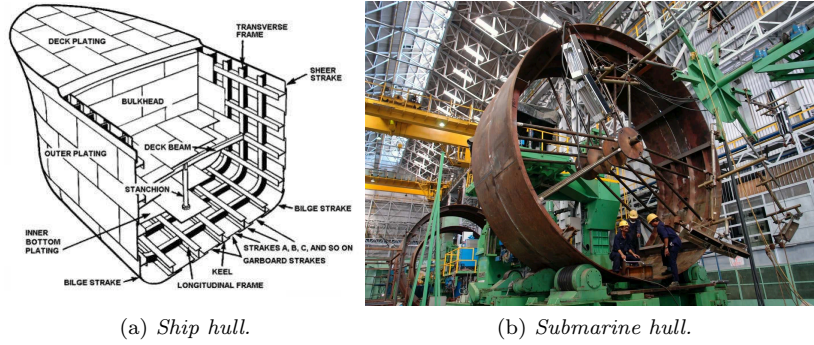 DECK PLATING
TRANSVERSE
FRAME
SHEER
STRAKE
BULKHEAD
DECK BEAM
OUTER PLATING
STANCHION
BILGE STRAKE
INNER
BOTTOM
PLATING
STRAKES A, B, C, AND SO ON
KEEL
GARBOARD STRAKES
BILGE STRAKE
LONGITUDINAL FRAME
(a) Ship hull.
(b) Submarine hull.